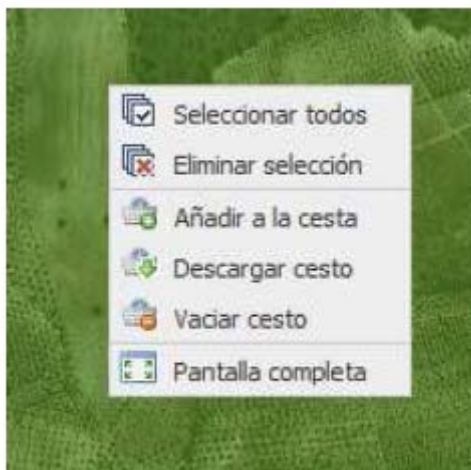 Seleccionar todos
Eliminar selección
Añadir a la cesta
Descargar cesto
Vaciar cesto
Pantalla completa